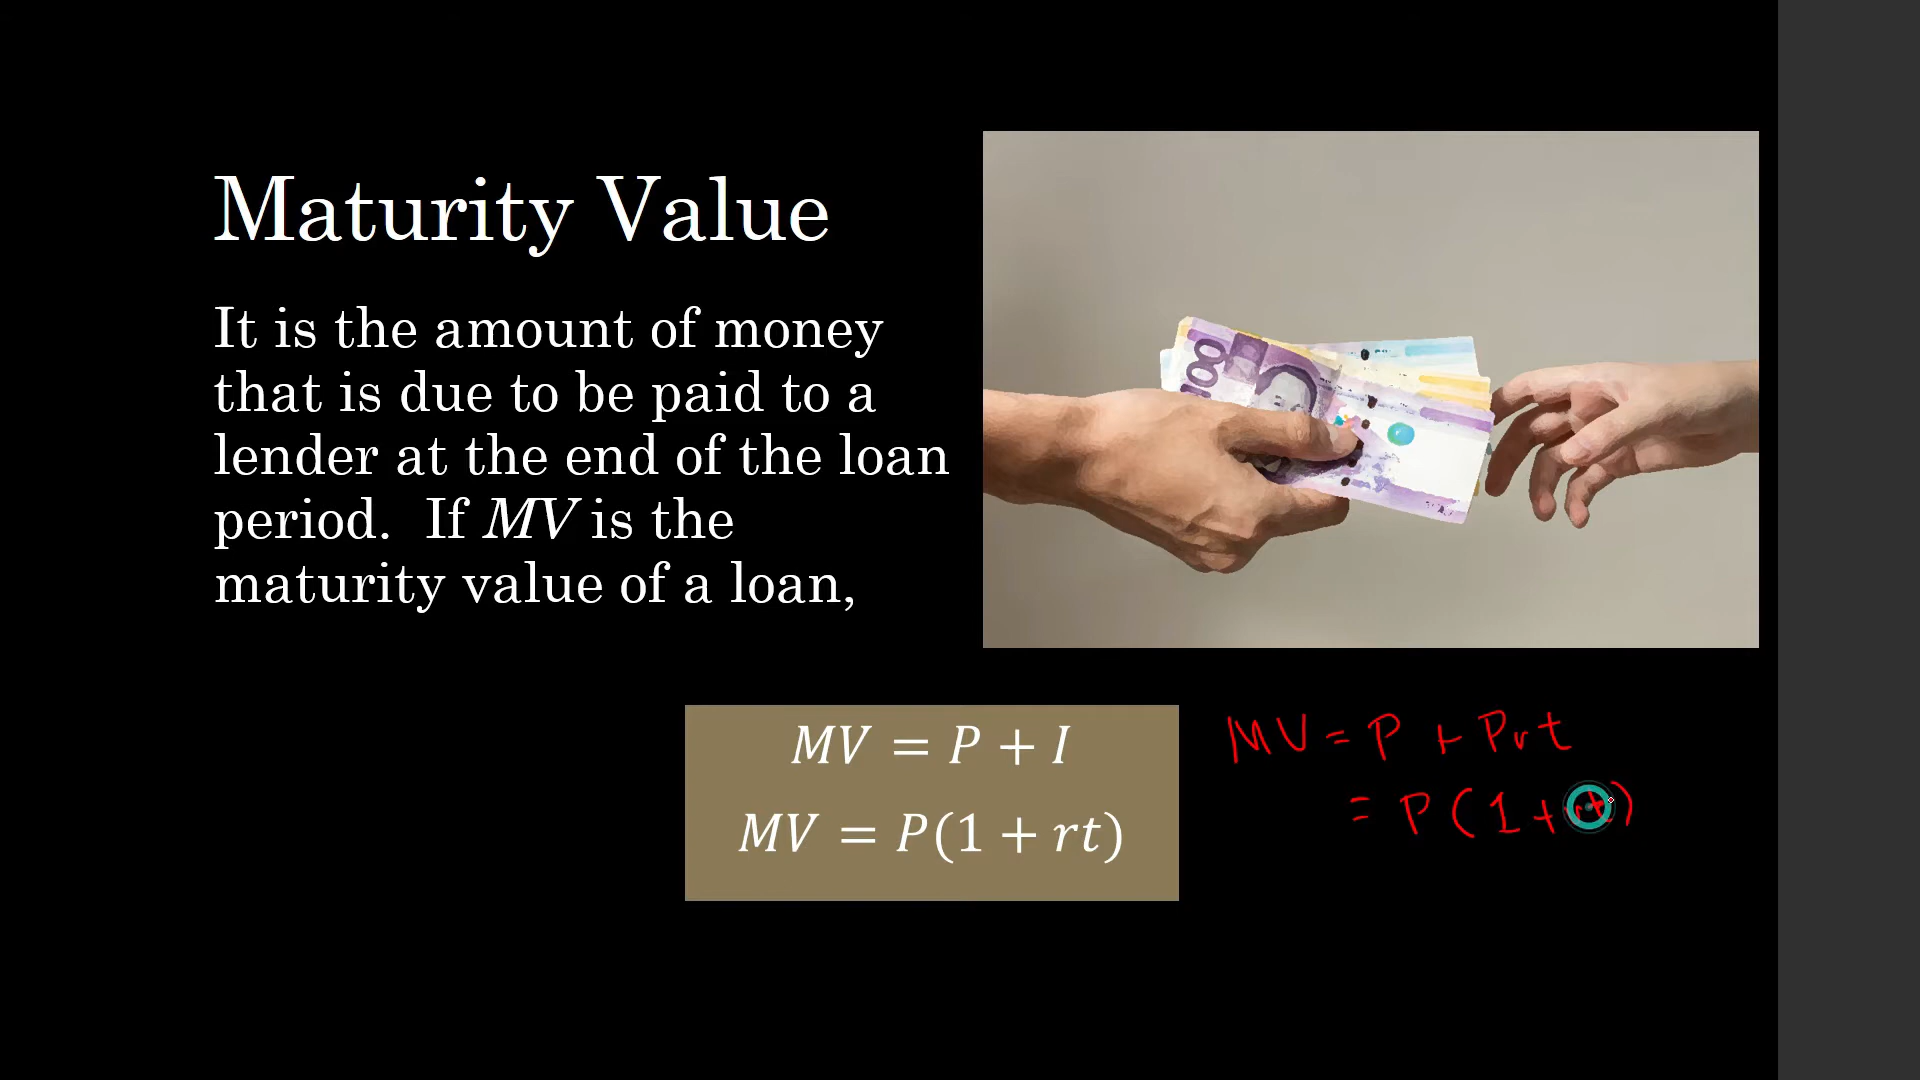 Maturity Value
It is the amount of money
that is due to be paid to a
lender at the end of the loan
period. If MV is the
maturity value of a loan,
100
MV = P + I
MV = P(1 + rt)
MV = P + Prt
= P (1 + rt)